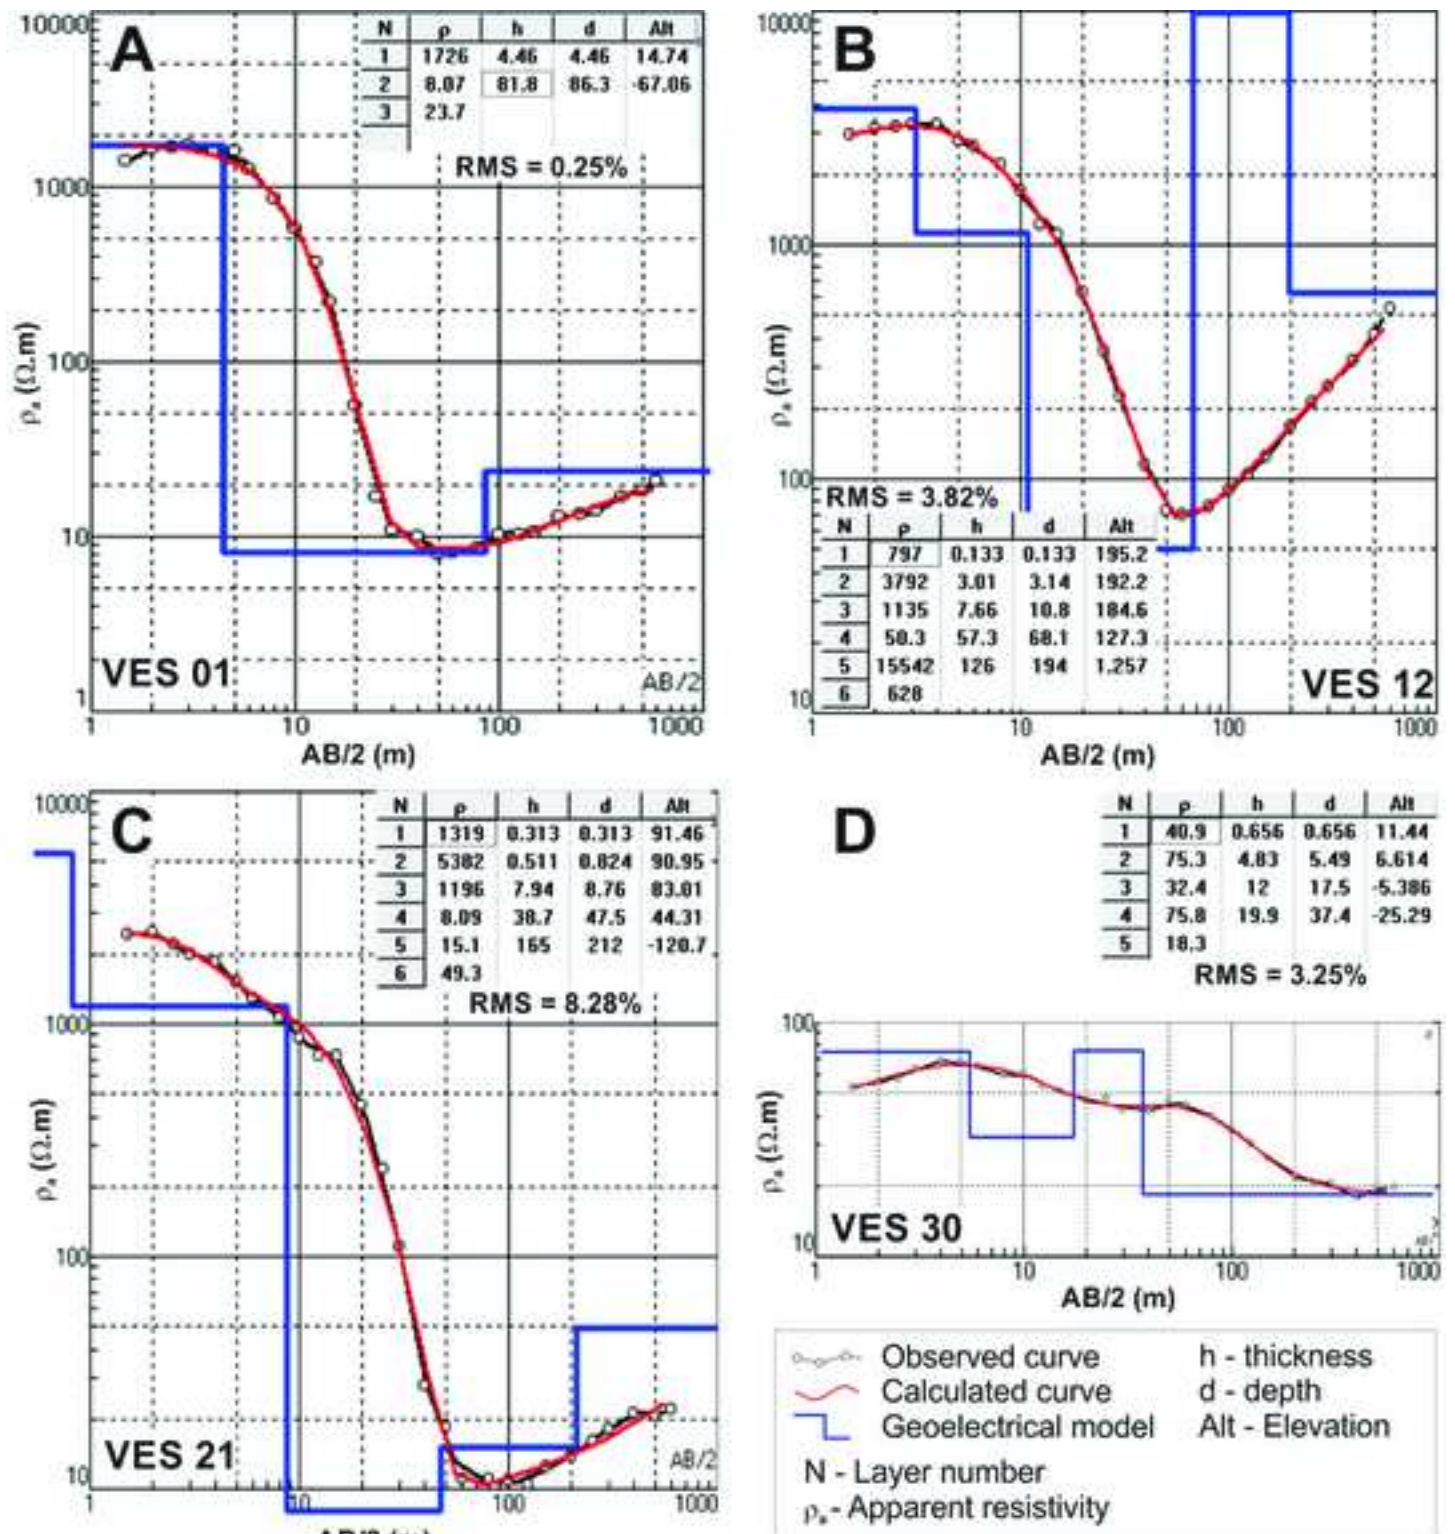 A
N ρ h d Alt
1 1726 4.46 4.46 14.74
2 8.07 81.8 86.3 -67.06
3 23.7
RMS = 0.25%
10000
1000
100
10
1
ρa (Ω.m)
VES 01
AB/2
1 10 100 1000
AB/2 (m)
B
10000
1000
100
10
ρa (Ω.m)
RMS = 3.82%
N ρ h d Alt
1 797 0.133 0.133 195.2
2 3792 3.01 3.14 192.2
3 1135 7.66 10.8 184.6
4 50.3 57.3 68.1 127.3
5 15542 126 194 1.257
6 628
VES 12
1 10 100 1000
AB/2 (m)
C
N ρ h d Alt
1 1319 0.313 0.313 91.46
2 5382 0.511 0.824 90.95
3 1196 7.94 8.76 83.01
4 8.09 38.7 47.5 44.31
5 15.1 165 212 -120.7
6 49.3
RMS = 8.28%
10000
1000
100
10
ρa (Ω.m)
VES 21
AB/2
1 10 100 1000
AB/2 (m)
D
N ρ h d Alt
1 40.9 0.656 0.656 11.44
2 75.3 4.83 5.49 6.614
3 32.4 12 17.5 -5.386
4 75.8 19.9 37.4 -25.29
5 18.3
RMS = 3.25%
100
10
ρa (Ω.m)
VES 30
1 10 100 1000
AB/2 (m)
Observed curve h - thickness
Calculated curve d - depth
Geoelectrical model Alt - Elevation
N - Layer number
ρa - Apparent resistivity